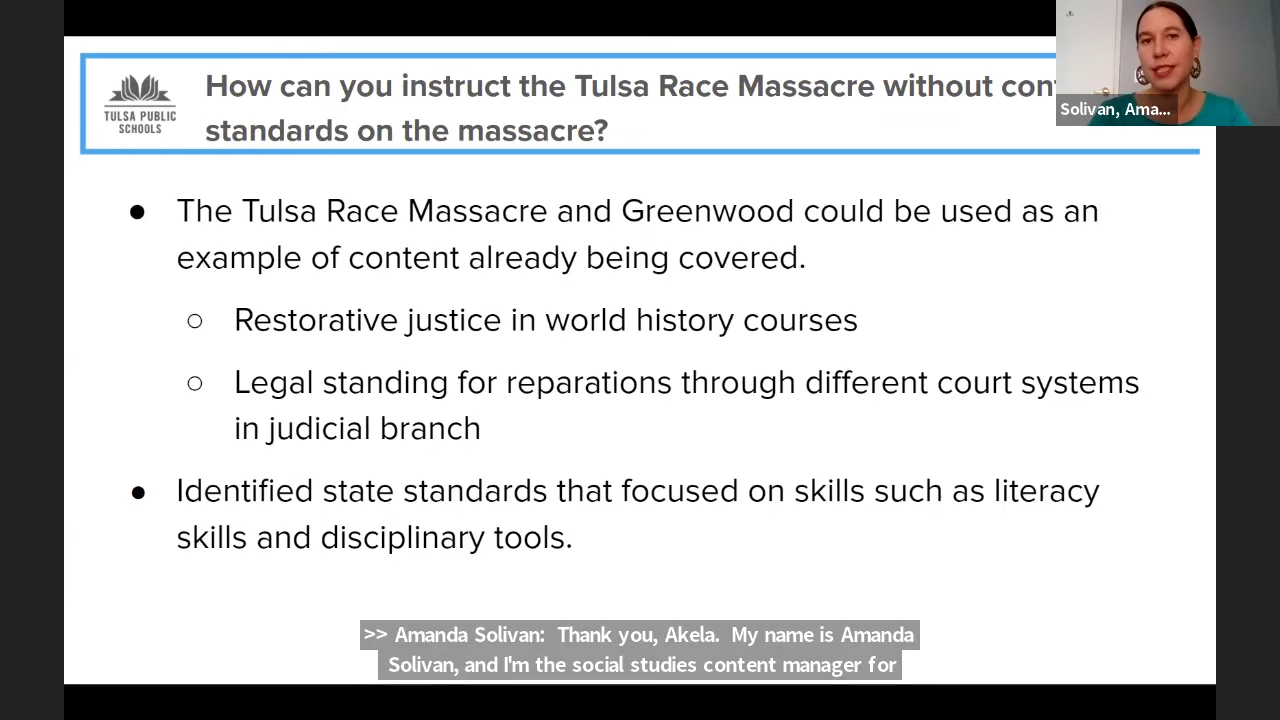 How can you instruct the Tulsa Race Massacre without con
standards on the massacre?
TULSA PUBLIC
SCHOOLS
Solivan, Ama...
● The Tulsa Race Massacre and Greenwood could be used as an
example of content already being covered.
○ Restorative justice in world history courses
○ Legal standing for reparations through different court systems
in judicial branch
● Identified state standards that focused on skills such as literacy
skills and disciplinary tools.
>> Amanda Solivan: Thank you, Akela. My name is Amanda
Solivan, and I'm the social studies content manager for